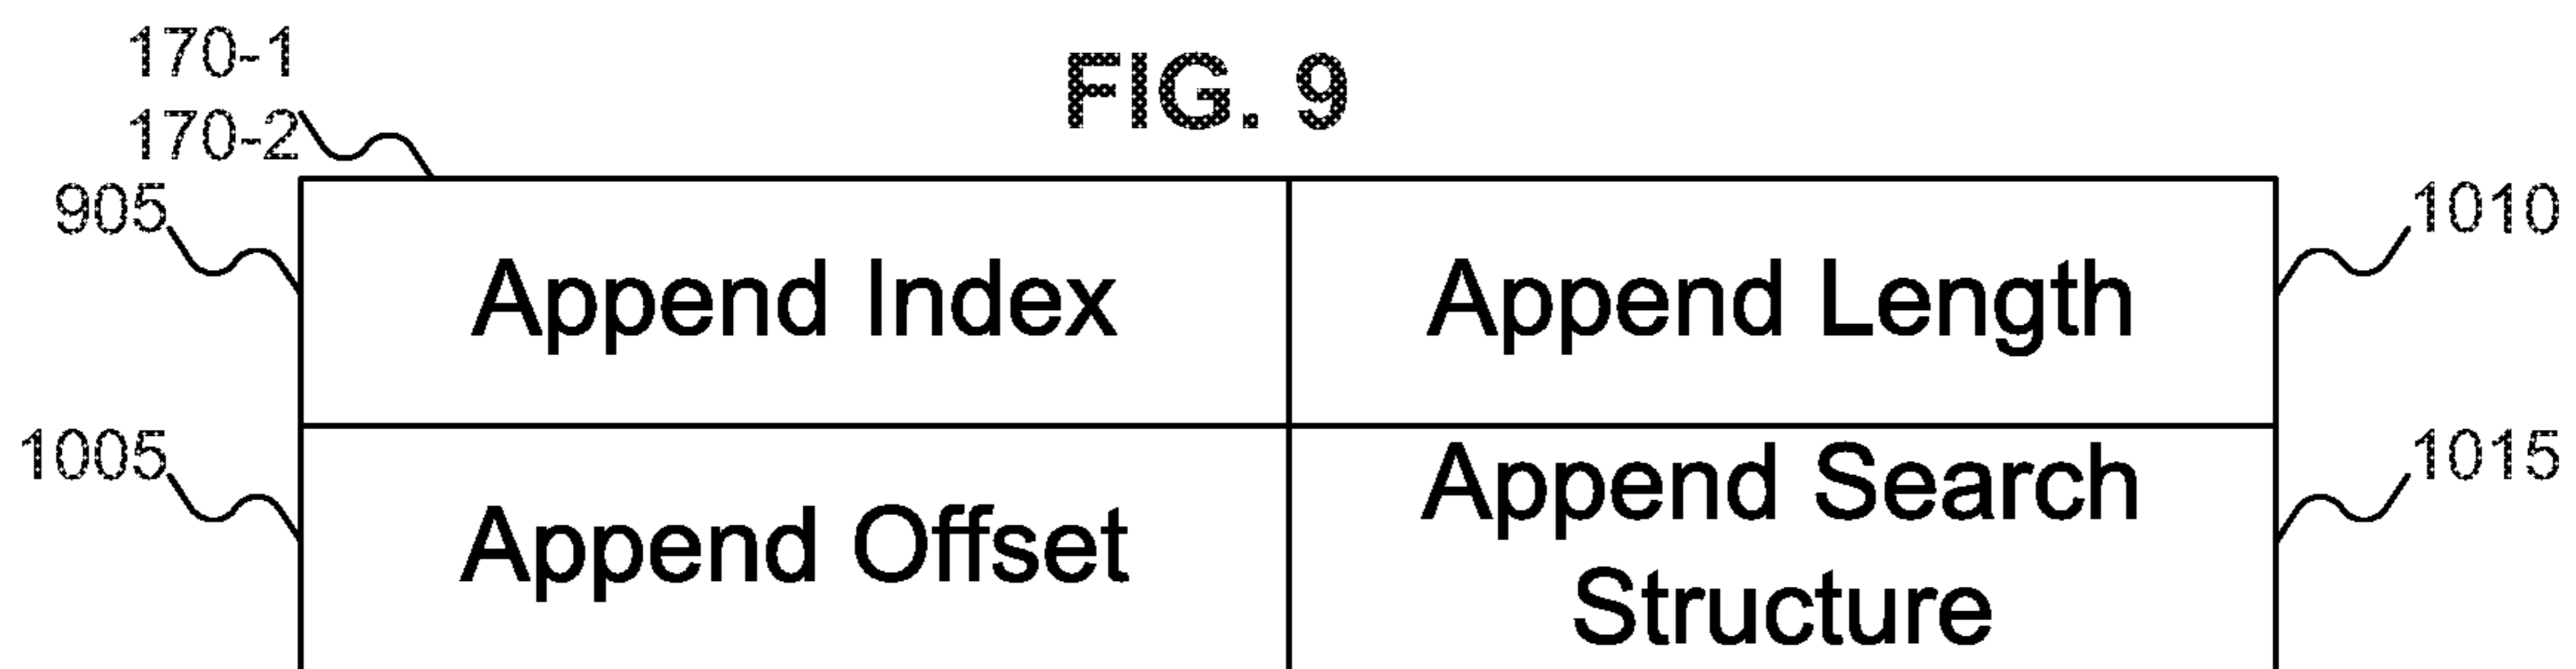 170-1
FIG. 9
170-2
905
1010
Append Index
Append Length
1005
1015
Append Offset
Append Search
Structure